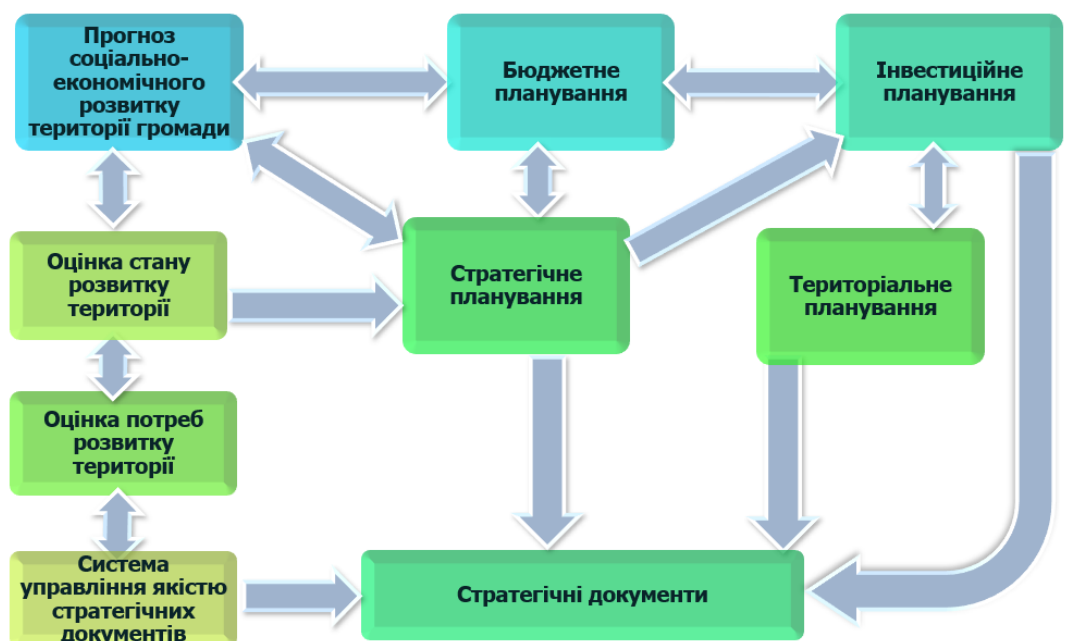 Прогноз
соціально-
економічного
розвитку
території громади
Бюджетне
планування
Інвестиційне
планування
Оцінка стану
розвитку
території
Стратегічне
планування
Територіальне
планування
Оцінка потреб
розвитку
території
Система
управління якістю
стратегічних
документів
Стратегічні документи